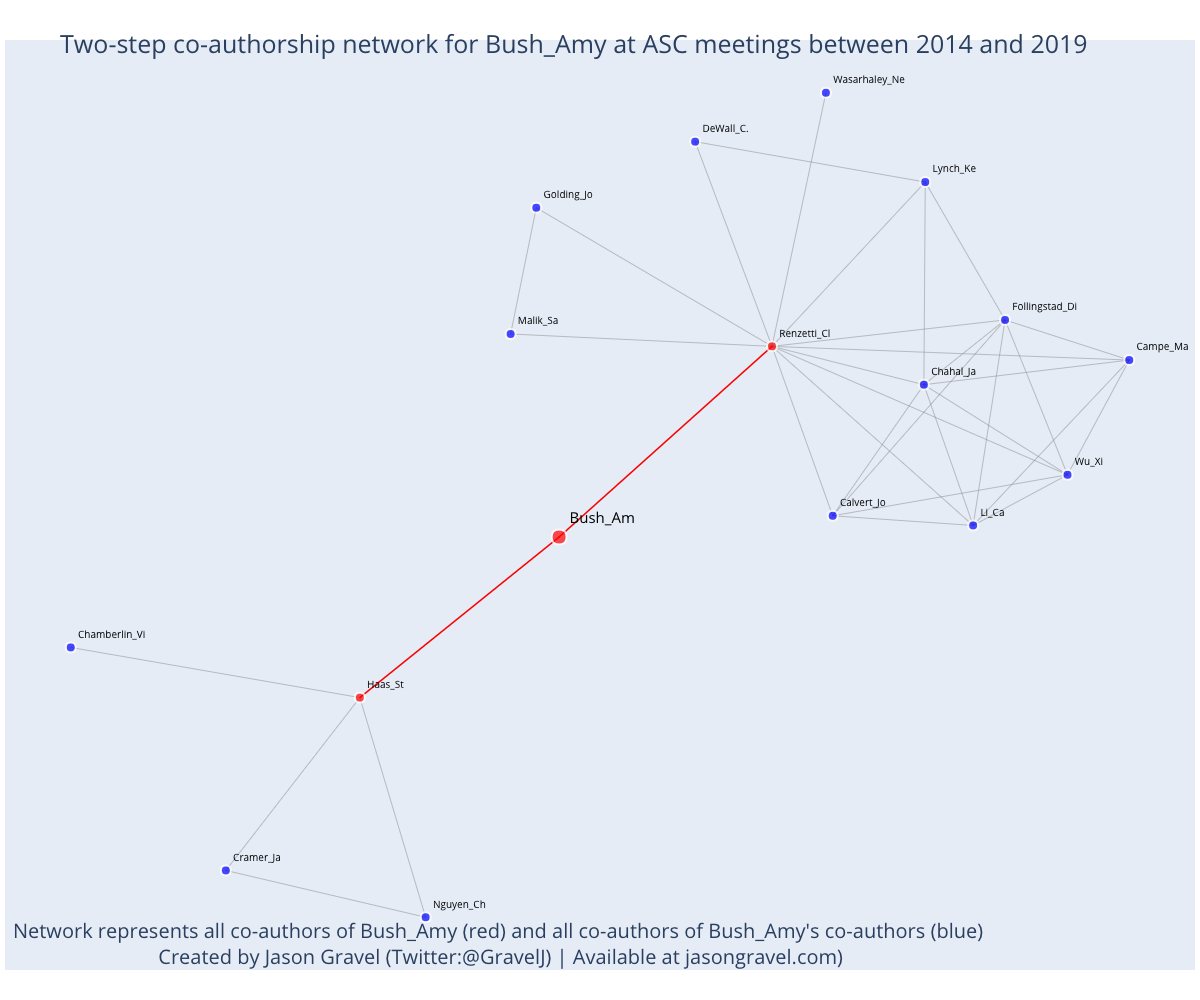 Two-step co-authorship network for Bush_Amy at ASC meetings between 2014 and 2019
Wasarhaley_Ne
DeWall_C.
Lynch_Ke
Golding_Jo
Follingstad_Di
Malik_Sa
Renzetti_Cl
Campe_Ma
Chahal_Ja
Wu_Xi
Calvert_Jo
Li_Ca
Bush_Am
Chamberlin_Vi
Haas_St
Cramer_Ja
Nguyen_Ch
Network represents all co-authors of Bush_Amy (red) and all co-authors of Bush_Amy's co-authors (blue)
Created by Jason Gravel (Twitter:@GravelJ) | Available at jasongravel.com)